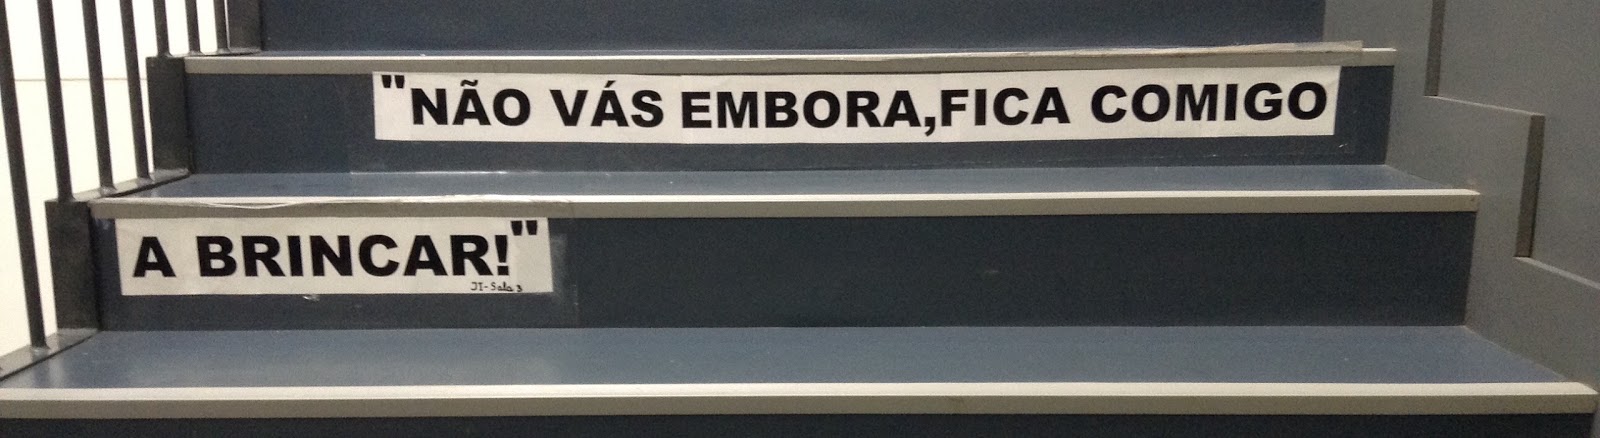 "NÃO VÁS EMBORA,FICA COMIGO
A BRINCAR!"
JI-Sala 3